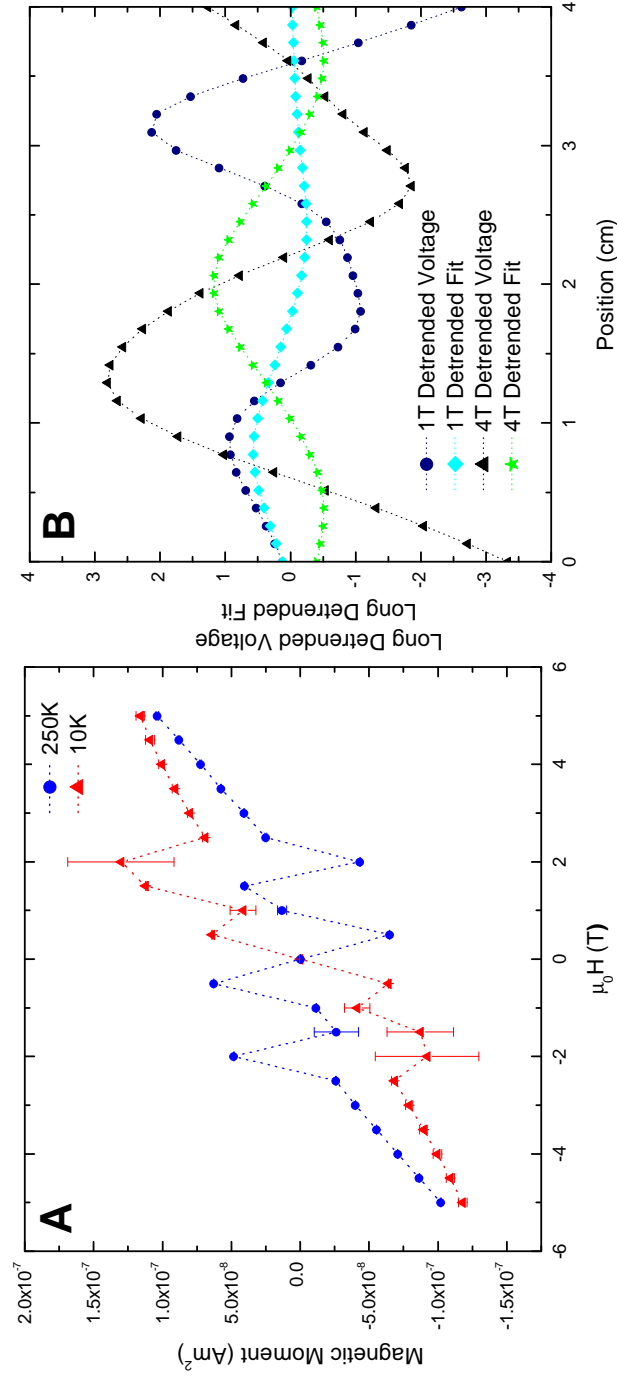 A
250K
10K
2.0x10⁻⁷
1.5x10⁻⁷
1.0x10⁻⁷
5.0x10⁻⁸
0.0
-5.0x10⁻⁸
-1.0x10⁻⁷
-1.5x10⁻⁷
Magnetic Moment (Am²)
-6
-4
-2
0
2
4
6
μ₀H (T)
B
4
3
2
1
0
-1
-2
-3
-4
Long Detrended Voltage
Long Detrended Fit
1T Detrended Voltage
1T Detrended Fit
4T Detrended Voltage
4T Detrended Fit
0
1
2
3
4
Position (cm)